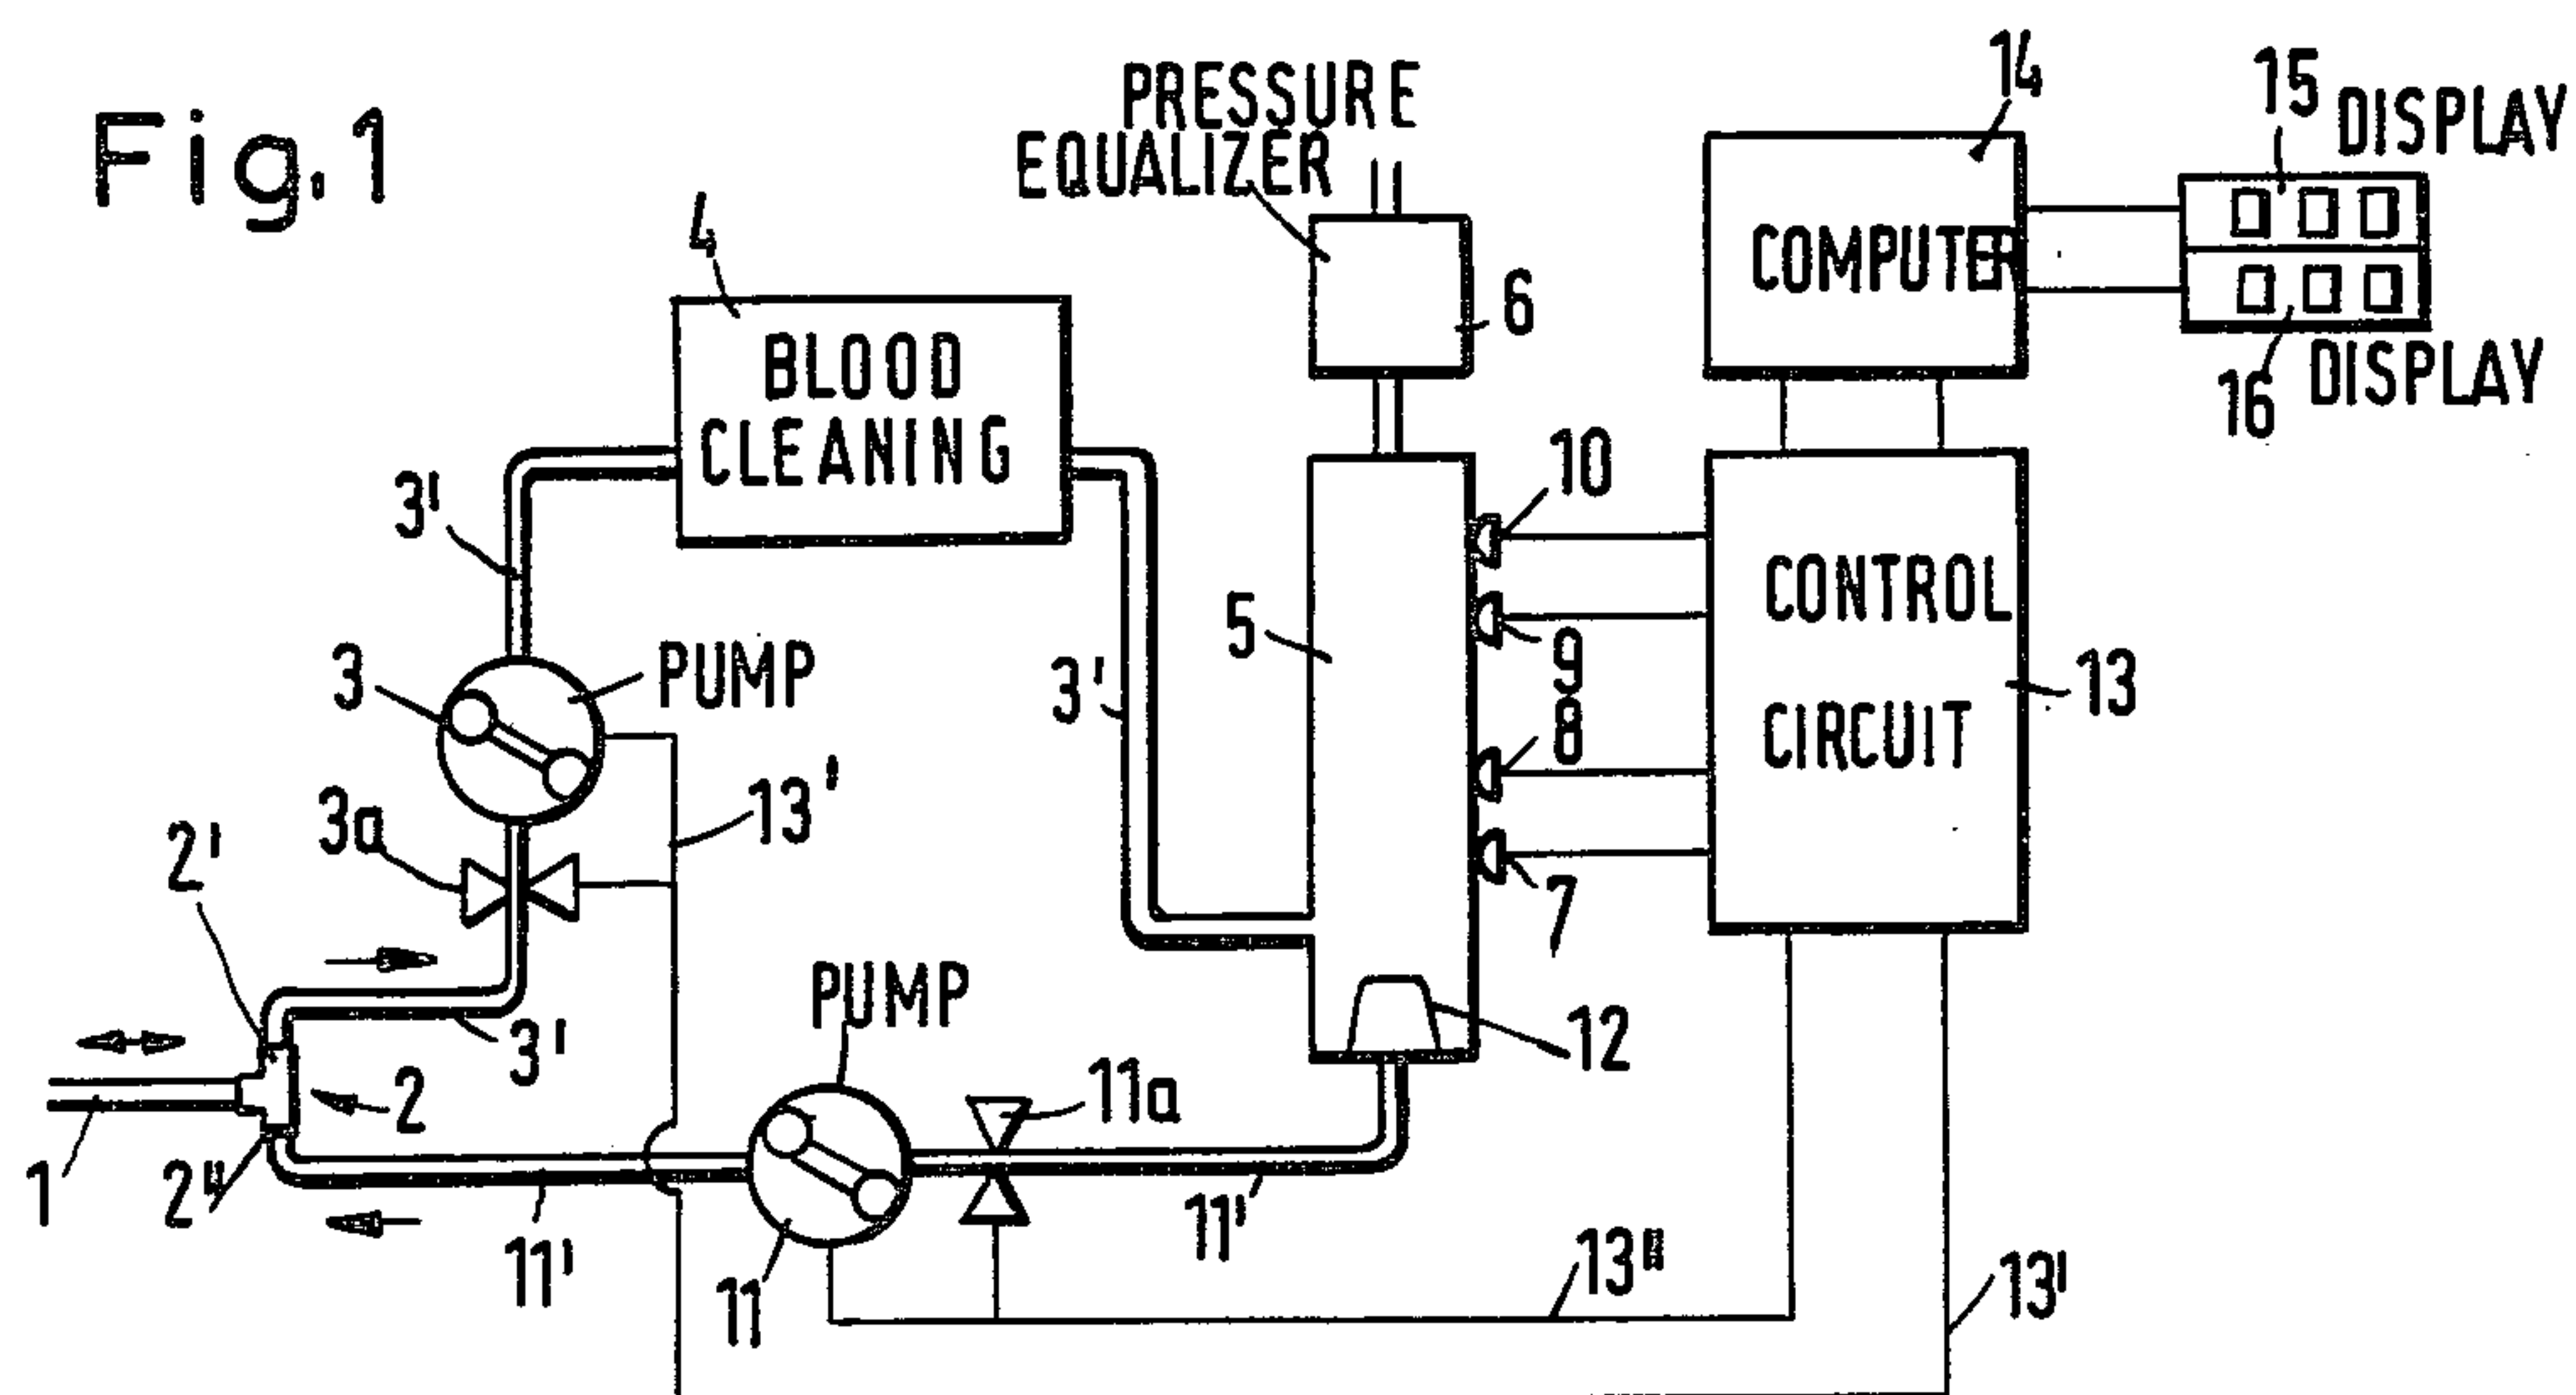 Fig.1
PRESSURE
EQUALIZER
14
15 DISPLAY
4
6
COMPUTER
16 DISPLAY
BLOOD
CLEANING
10
3'
5
CONTROL
CIRCUIT
9
8
13
3
PUMP
3'
3a
13'
2'
7
PUMP
12
3'
2
11a
1
2"
11'
11
11'
13"
13'